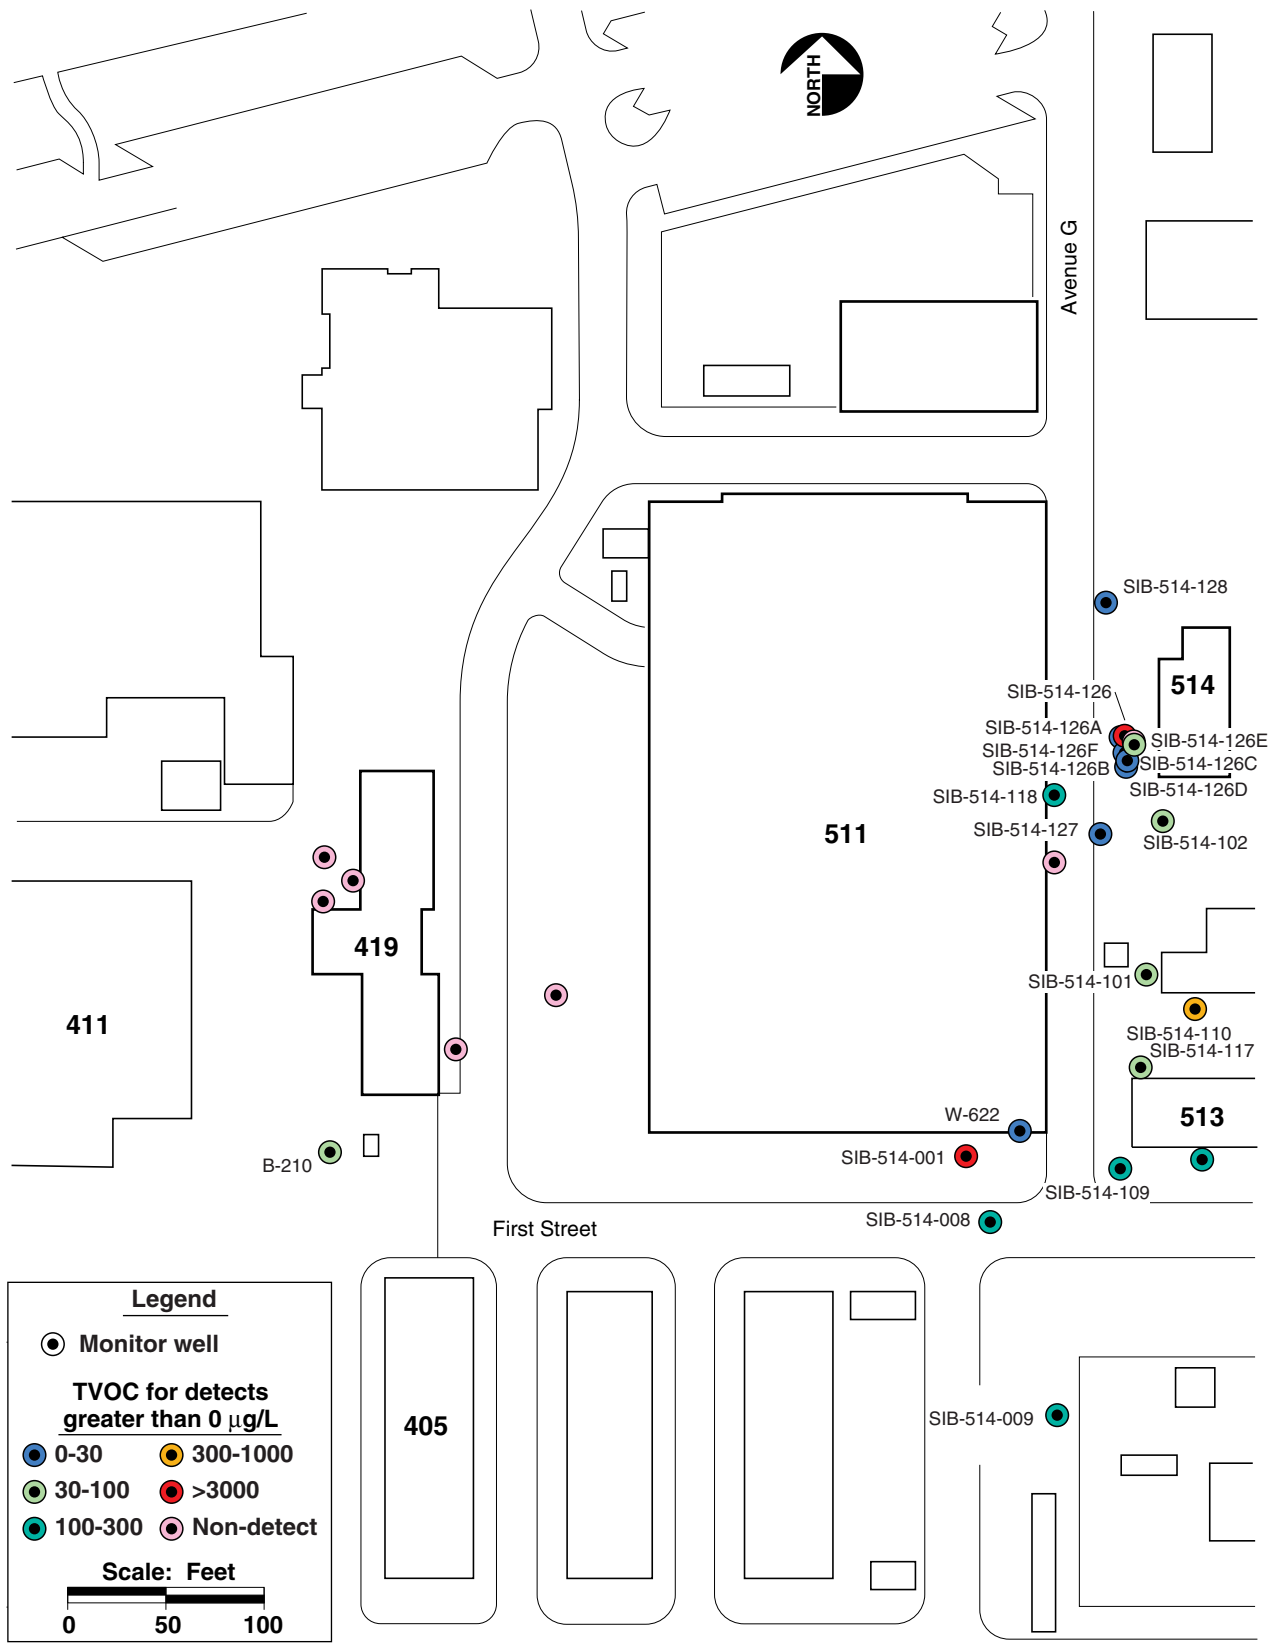 NORTH
Avenue G
SIB-514-128
514
SIB-514-126
SIB-514-126A
SIB-514-126E
SIB-514-126F
SIB-514-126C
SIB-514-126B
SIB-514-126D
SIB-514-118
SIB-514-127
511
SIB-514-102
419
SIB-514-101
411
SIB-514-110
SIB-514-117
W-622
513
SIB-514-001
B-210
SIB-514-109
SIB-514-008
First Street
405
SIB-514-009
Legend
Monitor well
TVOC for detects
greater than 0 µg/L
0-30 300-1000
30-100 >3000
100-300 Non-detect
Scale: Feet
0 50 100